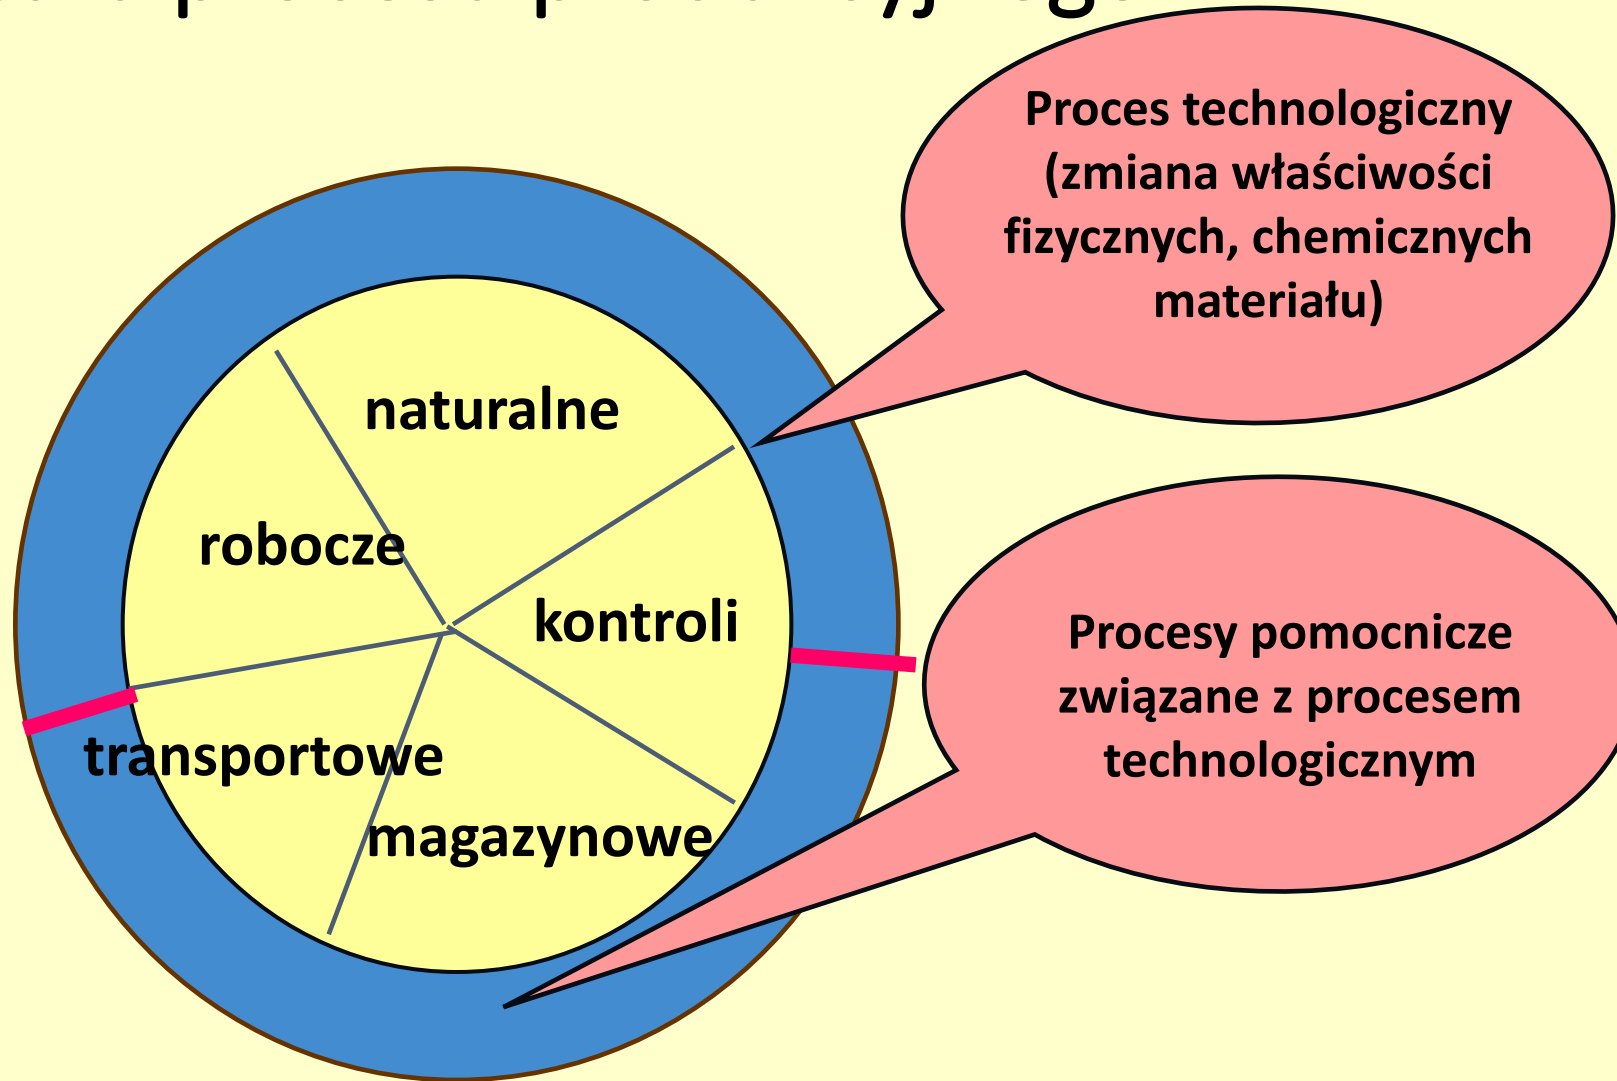 Proces technologiczny
(zmiana właściwości
fizycznych, chemicznych
materiału)
naturalne
robocze
kontroli
transportowe
magazynowe
Procesy pomocnicze
związane z procesem
technologicznym